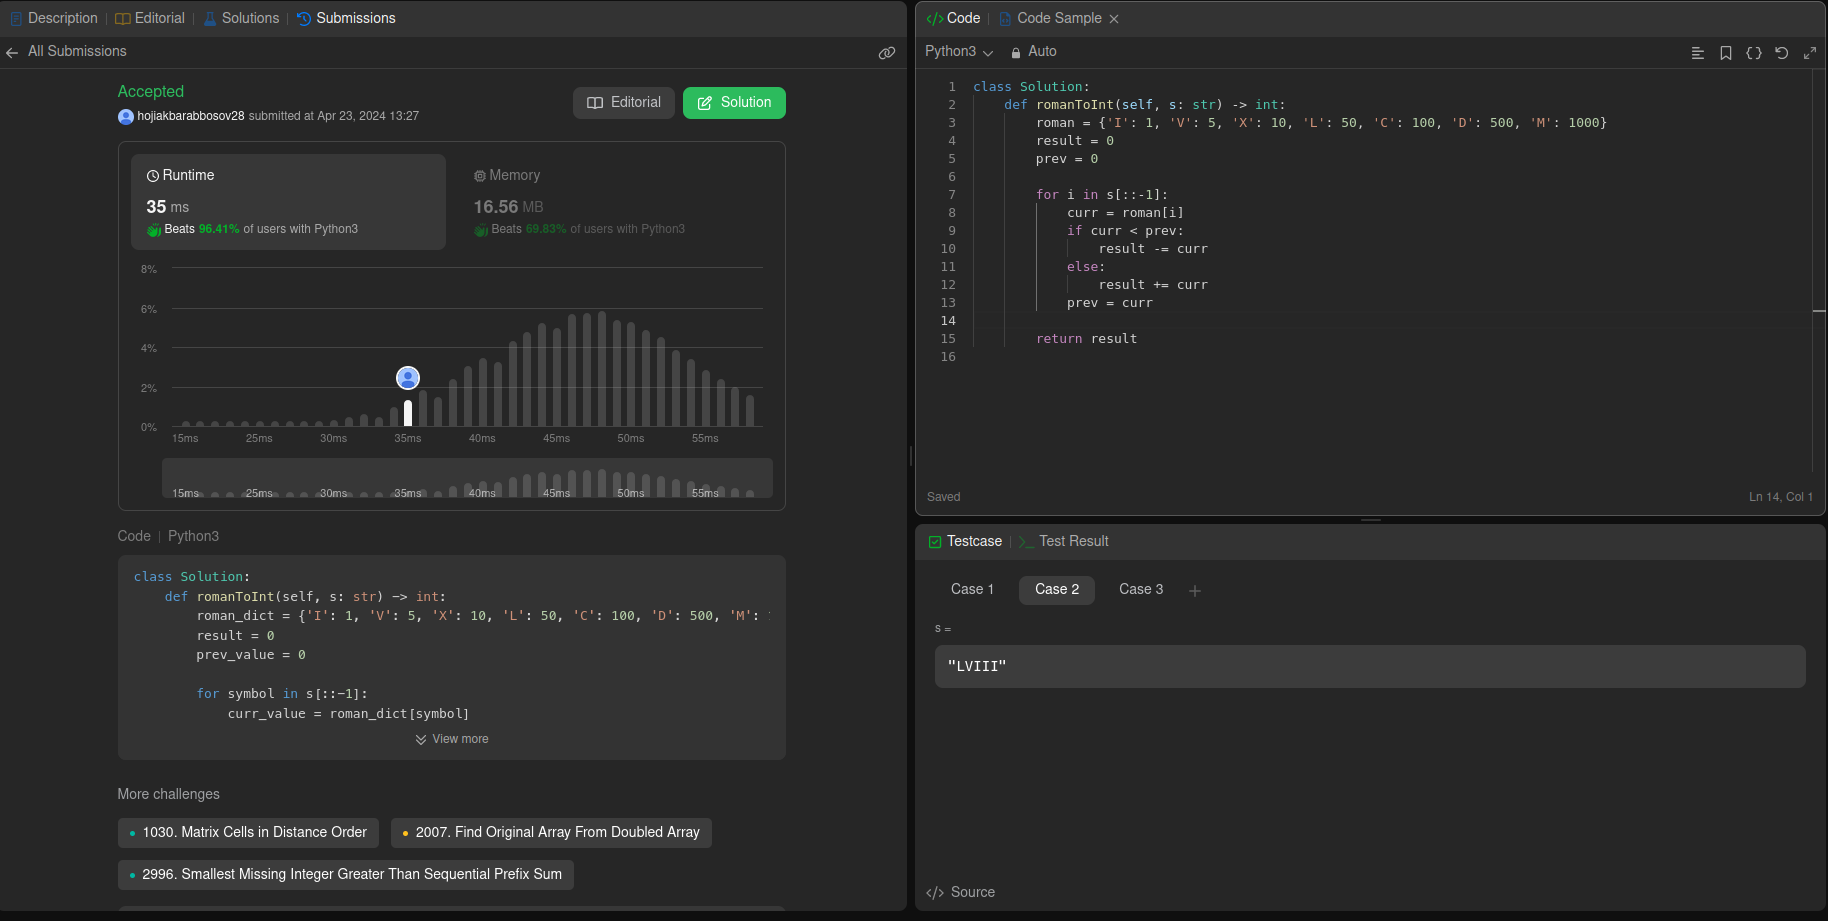 Description | Editorial | Solutions | Submissions
All Submissions
Accepted
hojiakbarabbosov28 submitted at Apr 23, 2024 13:27
Editorial
Solution
Runtime
35 ms
Beats 96.41% of users with Python3
Memory
16.56 MB
Beats 69.83% of users with Python3
8%
6%
4%
2%
0%
15ms 25ms 30ms 35ms 40ms 45ms 50ms 55ms
15ms 25ms 30ms 35ms 40ms 45ms 50ms 55ms
Code | Python3
class Solution:
    def romanToInt(self, s: str) -> int:
        roman_dict = {'I': 1, 'V': 5, 'X': 10, 'L': 50, 'C': 100, 'D': 500, 'M':
        result = 0
        prev_value = 0
        for symbol in s[::-1]:
            curr_value = roman_dict[symbol]
View more
More challenges
1030. Matrix Cells in Distance Order
2007. Find Original Array From Doubled Array
2996. Smallest Missing Integer Greater Than Sequential Prefix Sum
</> Code | Code Sample ×
Python3 Auto
1 class Solution:
2     def romanToInt(self, s: str) -> int:
3         roman = {'I': 1, 'V': 5, 'X': 10, 'L': 50, 'C': 100, 'D': 500, 'M': 1000}
4         result = 0
5         prev = 0
6
7         for i in s[::-1]:
8             curr = roman[i]
9             if curr < prev:
10                 result -= curr
11             else:
12                 result += curr
13             prev = curr
14
15         return result
16
Saved
Ln 14, Col 1
Testcase | >_ Test Result
Case 1 Case 2 Case 3 +
s =
"LVIII"
</> Source